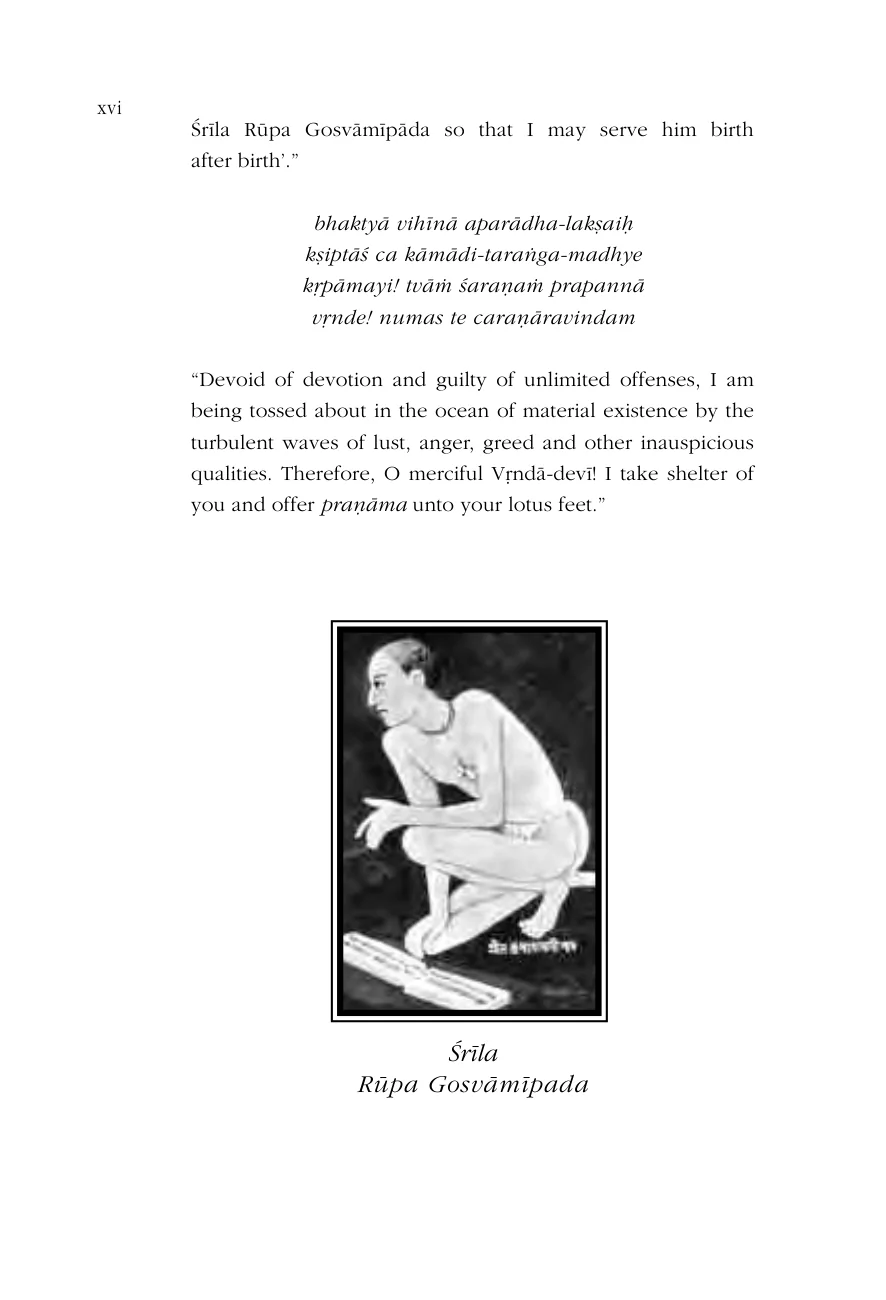 xvi
Śrīla Rūpa Gosvāmīpāda so that I may serve him birth
after birth’.”
bhaktyā vihīnā aparādha-lakṣaiḥ
kṣiptāś ca kāmādi-taraṅga-madhye
kṛpāmayi! tvāṁ śaraṇaṁ prapannā
vṛnde! numas te caraṇāravindam
“Devoid of devotion and guilty of unlimited offenses, I am
being tossed about in the ocean of material existence by the
turbulent waves of lust, anger, greed and other inauspicious
qualities. Therefore, O merciful Vṛndā-devī! I take shelter of
you and offer praṇāma unto your lotus feet.”
Śrīla
Rūpa Gosvāmīpada